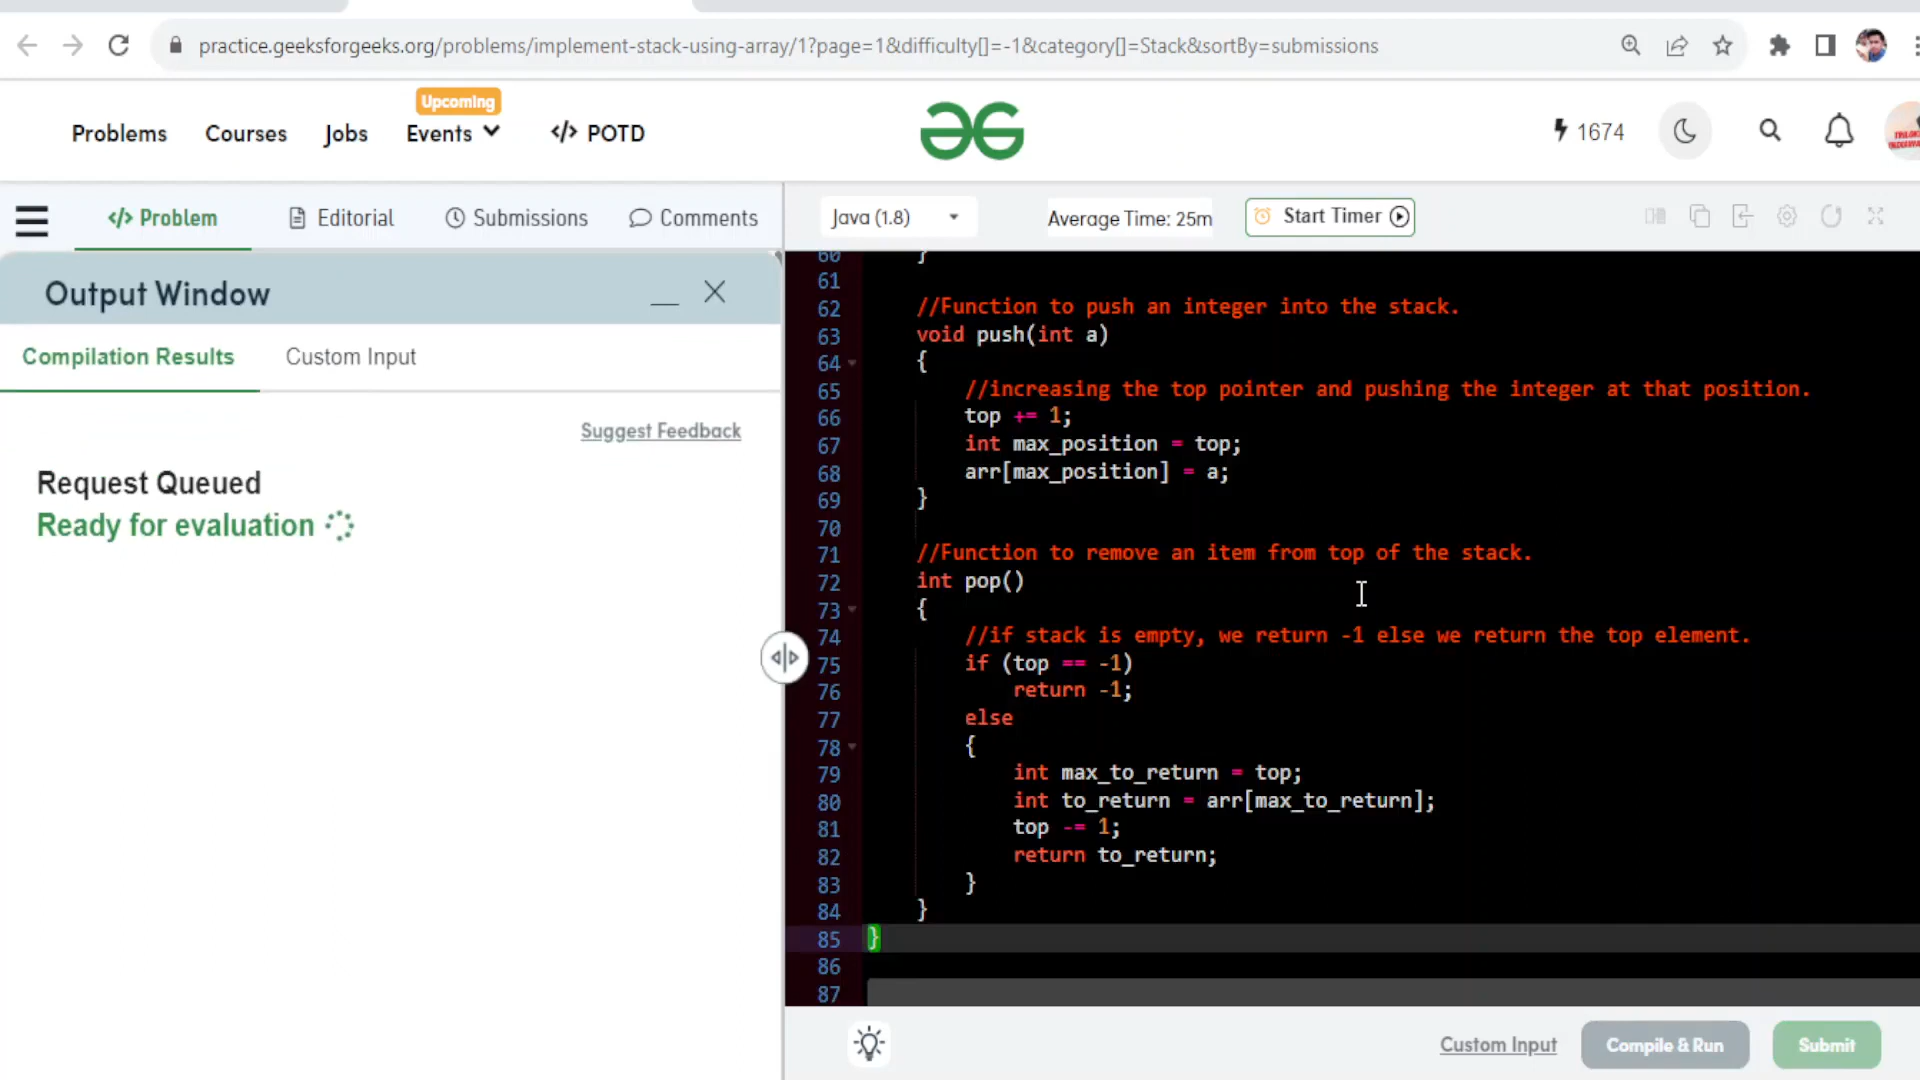 practice.geeksforgeeks.org/problems/implement-stack-using-array/1?page=1&difficulty[]=-1&category[]=Stack&sortBy=submissions
Upcoming
Problems Courses Jobs Events </> POTD
1674
</> Problem Editorial Submissions Comments
Java (1.8) Average Time: 25m Start Timer
Output Window
Compilation Results Custom Input
Suggest Feedback
Request Queued
Ready for evaluation
60 }
61
62 //Function to push an integer into the stack.
63 void push(int a)
64 {
65 //increasing the top pointer and pushing the integer at that position.
66 top += 1;
67 int max_position = top;
68 arr[max_position] = a;
69 }
70
71 //Function to remove an item from top of the stack.
72 int pop()
73 {
74 //if stack is empty, we return -1 else we return the top element.
75 if (top == -1)
76 return -1;
77 else
78 {
79 int max_to_return = top;
80 int to_return = arr[max_to_return];
81 top -= 1;
82 return to_return;
83 }
84 }
85 }
86
87
Custom Input Compile & Run Submit